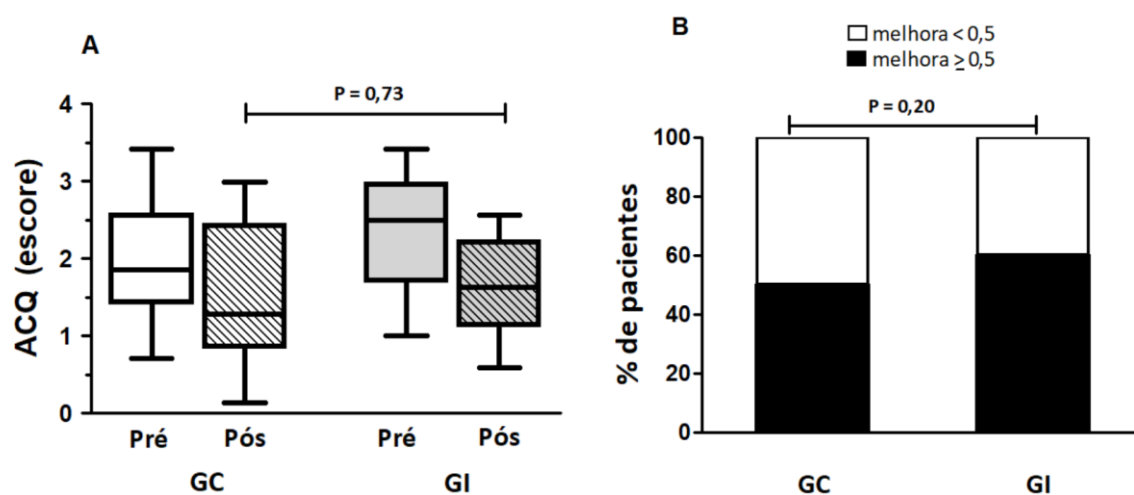 A
P = 0,73
ACQ (escore)
4
3
2
1
0
Pré
Pós
Pré
Pós
GC
GI
B
melhora < 0,5
melhora ≥ 0,5
P = 0,20
% de pacientes
100
80
60
40
20
0
GC
GI